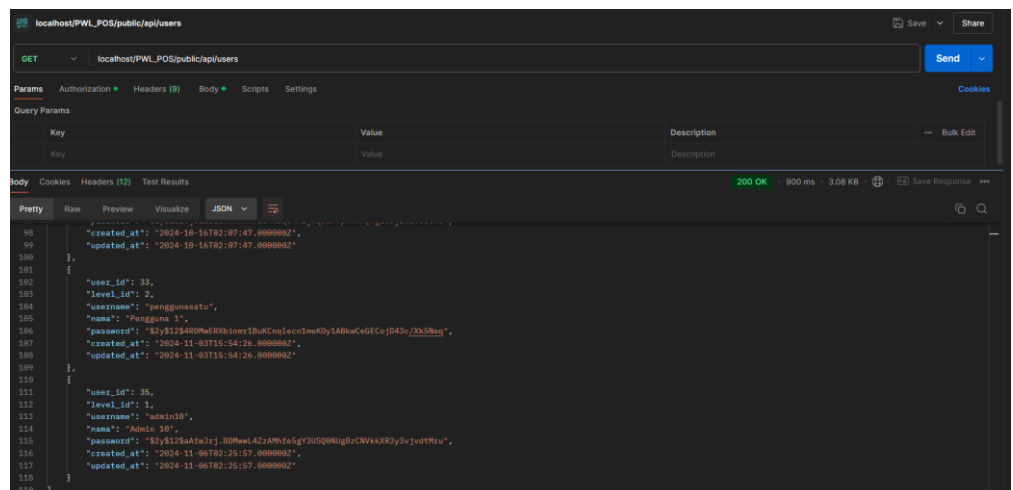 localhost/PWL_POS/public/api/users Save Share
GET localhost/PWL_POS/public/api/users Send
Params Authorization Headers (9) Body Scripts Settings Cookies
Query Params
Key Value Description Bulk Edit
Key Value Description
Body Cookies Headers (12) Test Results 200 OK 900 ms 3.08 KB Save Response
Pretty Raw Preview Visualize JSON
98 "created_at": "2024-10-16T02:07:47.000000Z",
99 "updated_at": "2024-10-16T02:07:47.000000Z"
100 },
101 {
102 "user_id": 33,
103 "level_id": 2,
104 "username": "penggunasatu",
105 "nama": "Pengguna 1",
106 "password":
107 "created_at": "2024-11-03T15:54:26.000000Z",
108 "updated_at": "2024-11-03T15:54:26.000000Z"
109 },
110 {
111 "user_id": 35,
112 "level_id": 1,
113 "username": "admin10",
114 "nama": "Admin 10",
115 "password":
116 "created_at": "2024-11-06T02:25:57.000000Z",
117 "updated_at": "2024-11-06T02:25:57.000000Z"
118 }